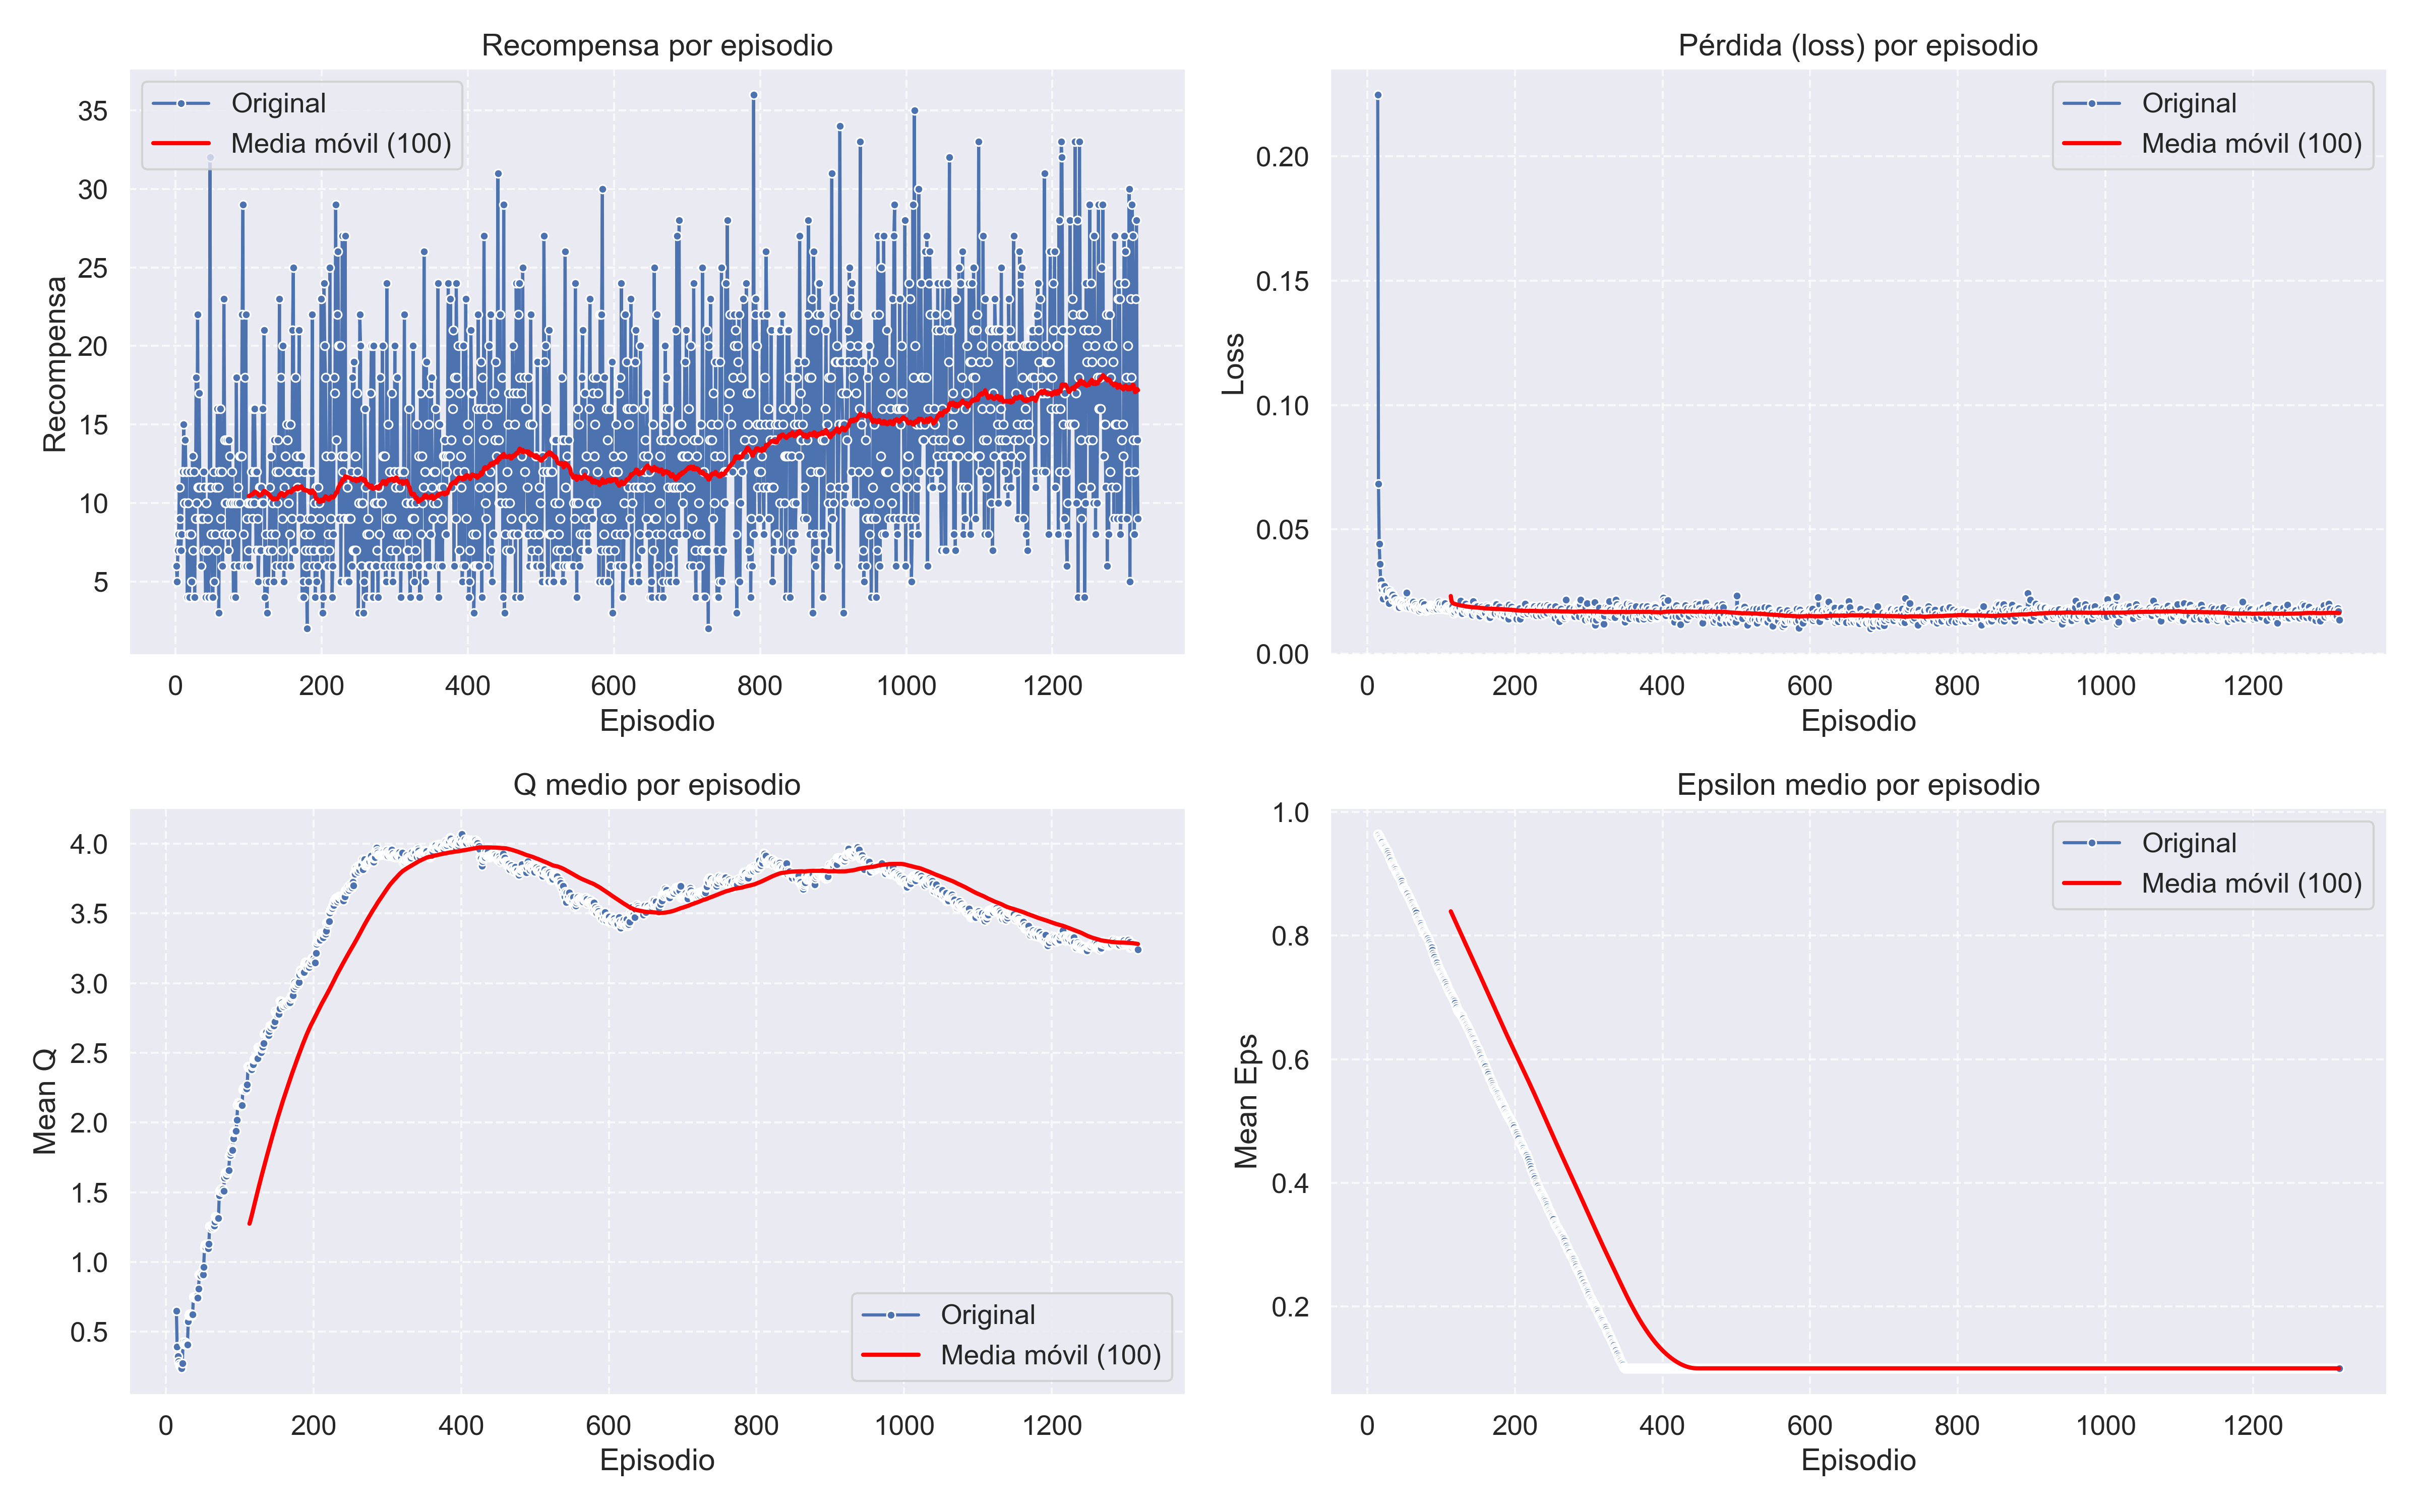 Recompensa por episodio
Original
Media móvil (100)
Recompensa
35
30
25
20
15
10
5
0 200 400 600 800 1000 1200
Episodio
Pérdida (loss) por episodio
Original
Media móvil (100)
Loss
0.20
0.15
0.10
0.05
0.00
0 200 400 600 800 1000 1200
Episodio
Q medio por episodio
Mean Q
4.0
3.5
3.0
2.5
2.0
1.5
1.0
0.5
Original
Media móvil (100)
0 200 400 600 800 1000 1200
Episodio
Epsilon medio por episodio
Original
Media móvil (100)
Mean Eps
1.0
0.8
0.6
0.4
0.2
0 200 400 600 800 1000 1200
Episodio